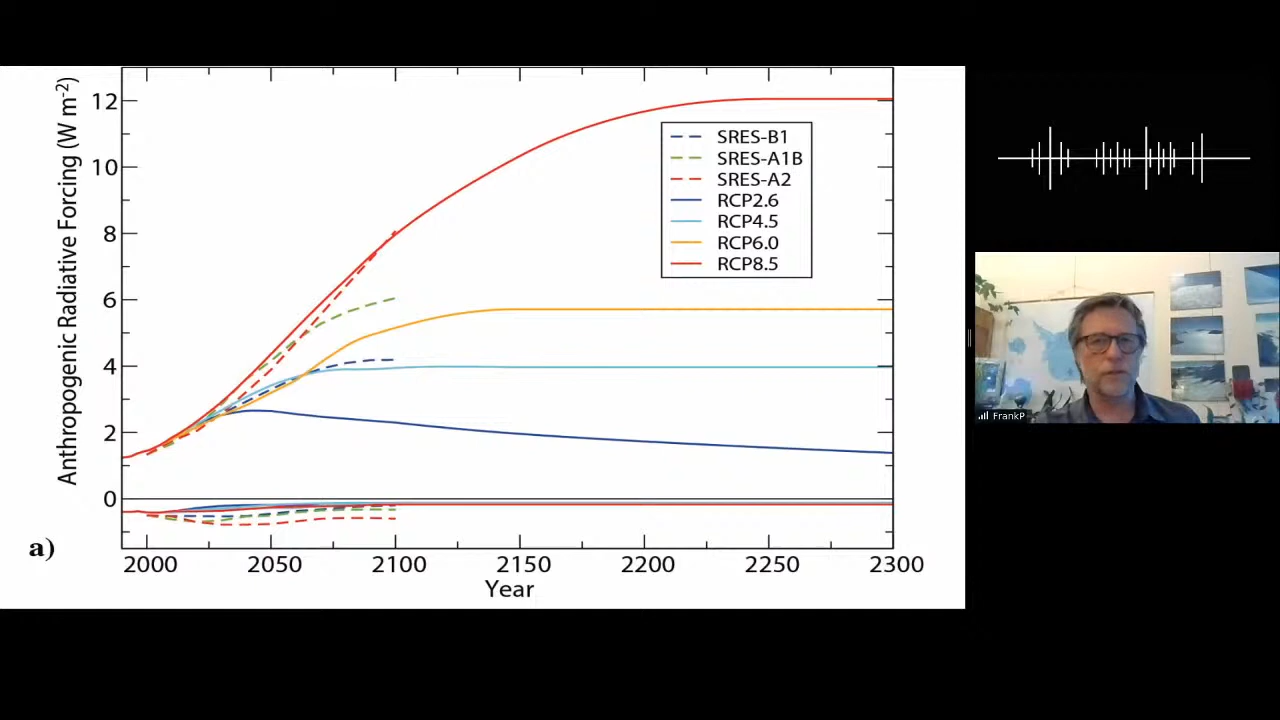 Anthropogenic Radiative Forcing (W m-2)
12
10
8
6
4
2
0
SRES-B1
SRES-A1B
SRES-A2
RCP2.6
RCP4.5
RCP6.0
RCP8.5
a)
2000 2050 2100 2150 2200 2250 2300
Year
FrankP